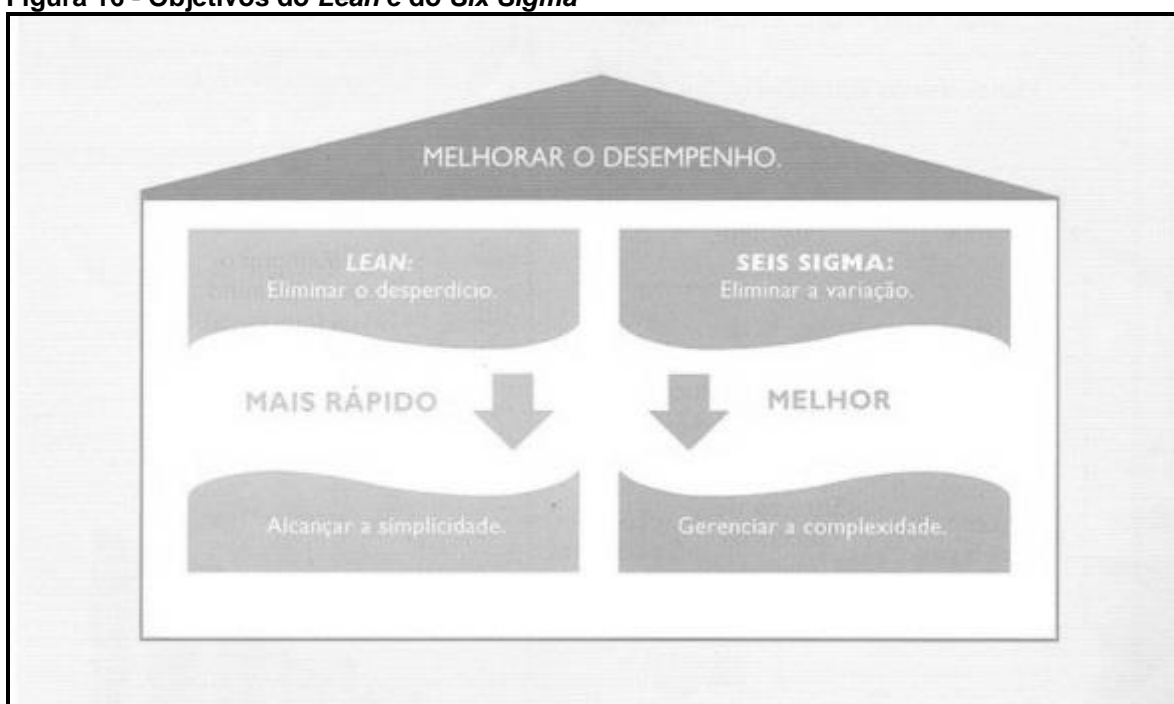 Figura 16 - Objetivos do Lean e do Six Sigma
MELHORAR O DESEMPENHO.
LEAN:
Eliminar o desperdício.
SEIS SIGMA:
Eliminar a variação.
MAIS RÁPIDO
MELHOR
Alcançar a simplicidade.
Gerenciar a complexidade.